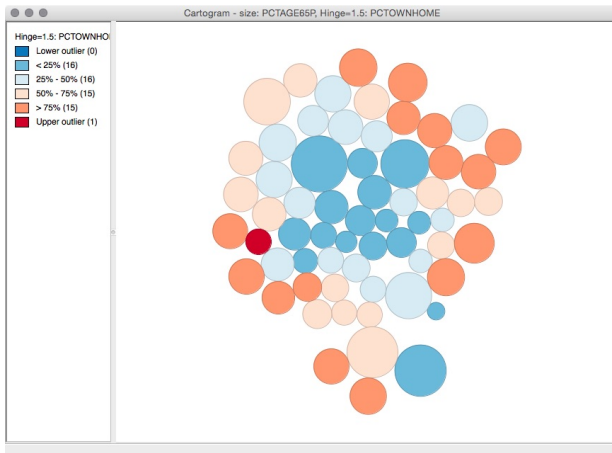 Cartogram - size: PCTAGE65P, Hinge=1.5: PCTOWNHOME
Hinge=1.5: PCTOWNHO
Lower outlier (0)
< 25% (16)
25% - 50% (16)
50% - 75% (15)
> 75% (15)
Upper outlier (1)